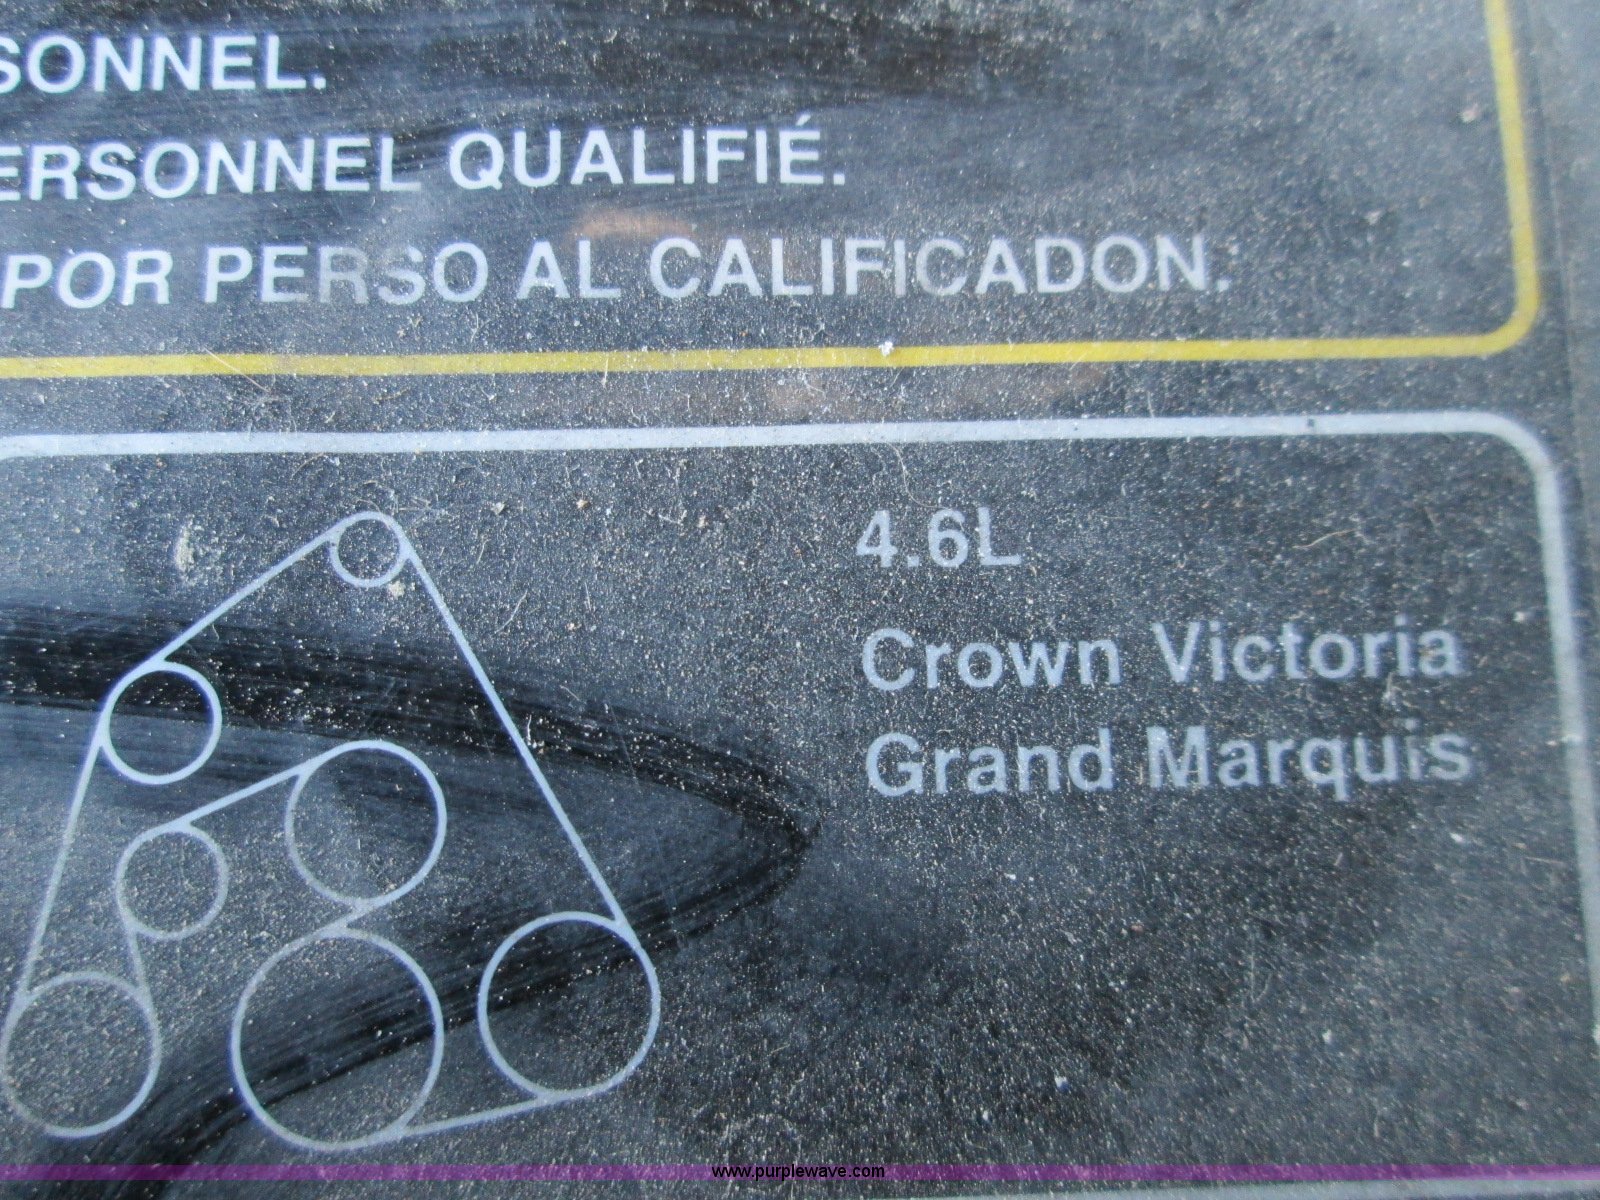 SONNEL.
ERSONNEL QUALIFIÉ.
POR PERSO AL CALIFICADON.
4.6L
Crown Victoria
Grand Marquis
www.purplewave.com